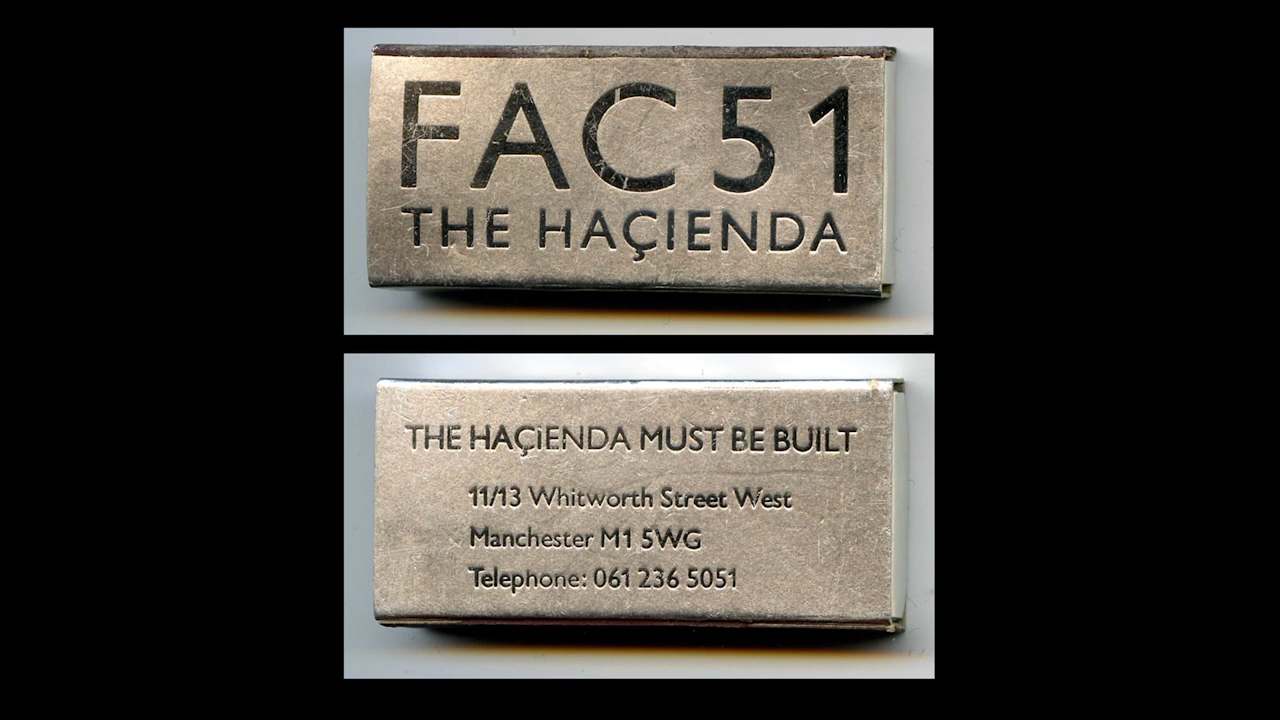 FAC 51
THE HAÇIENDA
THE HAÇIENDA MUST BE BUILT
11/13 Whitworth Street West
Manchester M1 5WG
Telephone: 061 236 5051